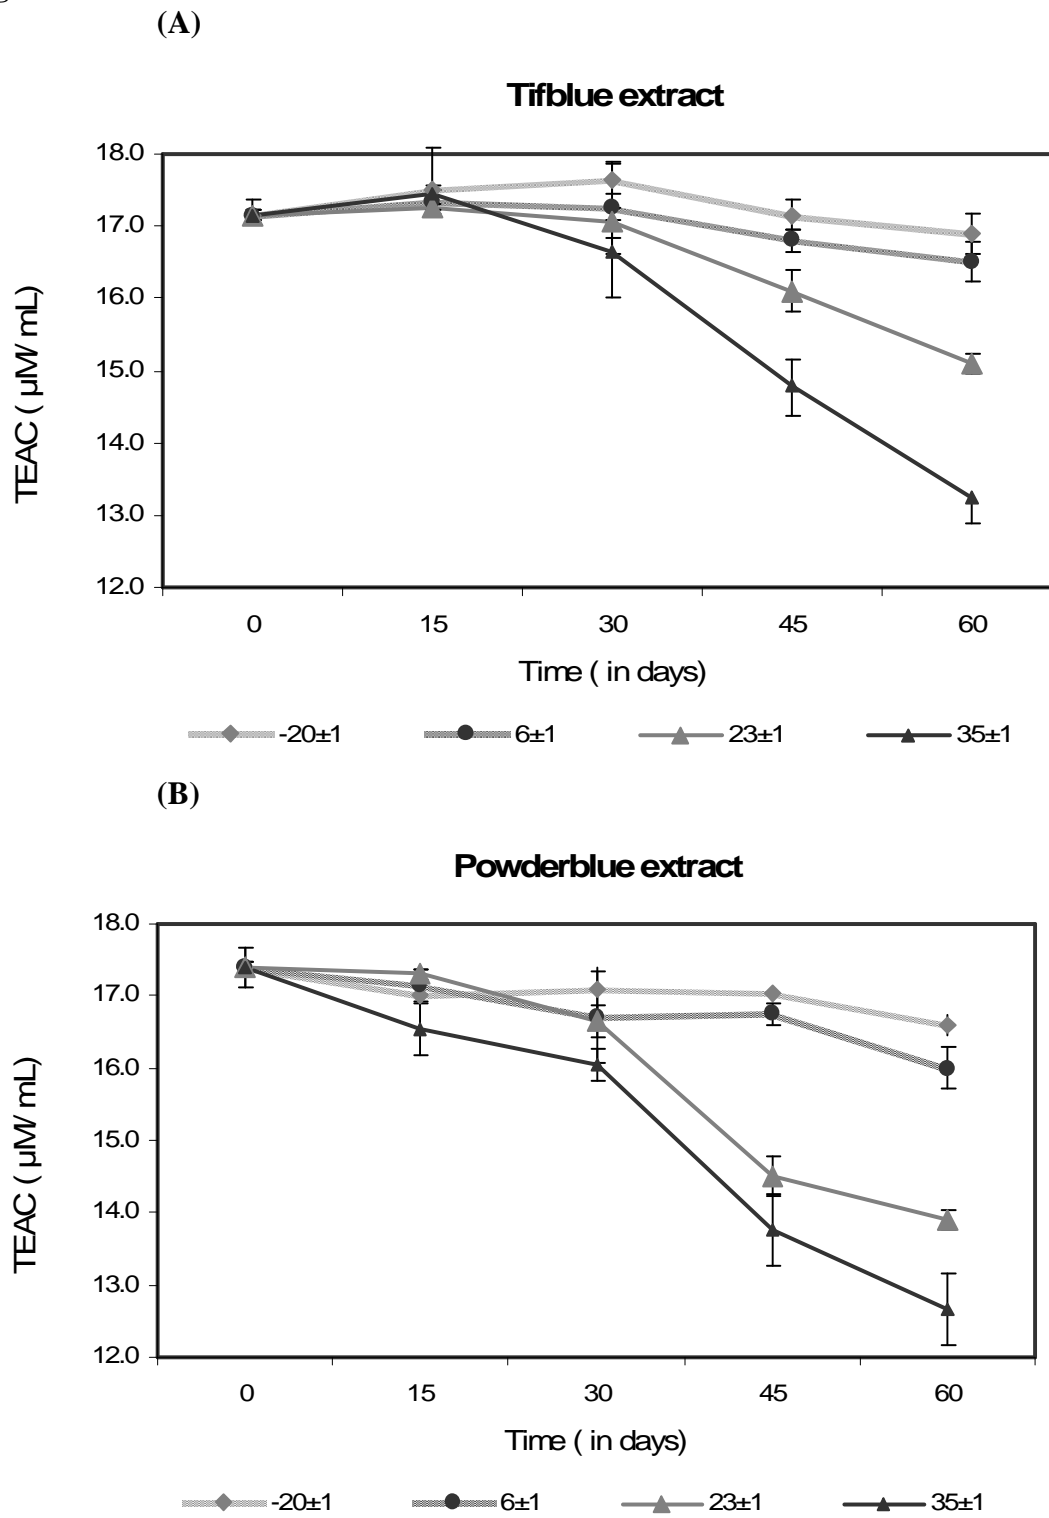 (A)
Tifblue extract
18.0
17.0
16.0
15.0
14.0
13.0
12.0
TEAC ( µM/ mL)
0 15 30 45 60
Time ( in days)
-20±1 6±1 23±1 35±1
(B)
Powderblue extract
18.0
17.0
16.0
15.0
14.0
13.0
12.0
TEAC ( µM/ mL)
0 15 30 45 60
Time ( in days)
-20±1 6±1 23±1 35±1